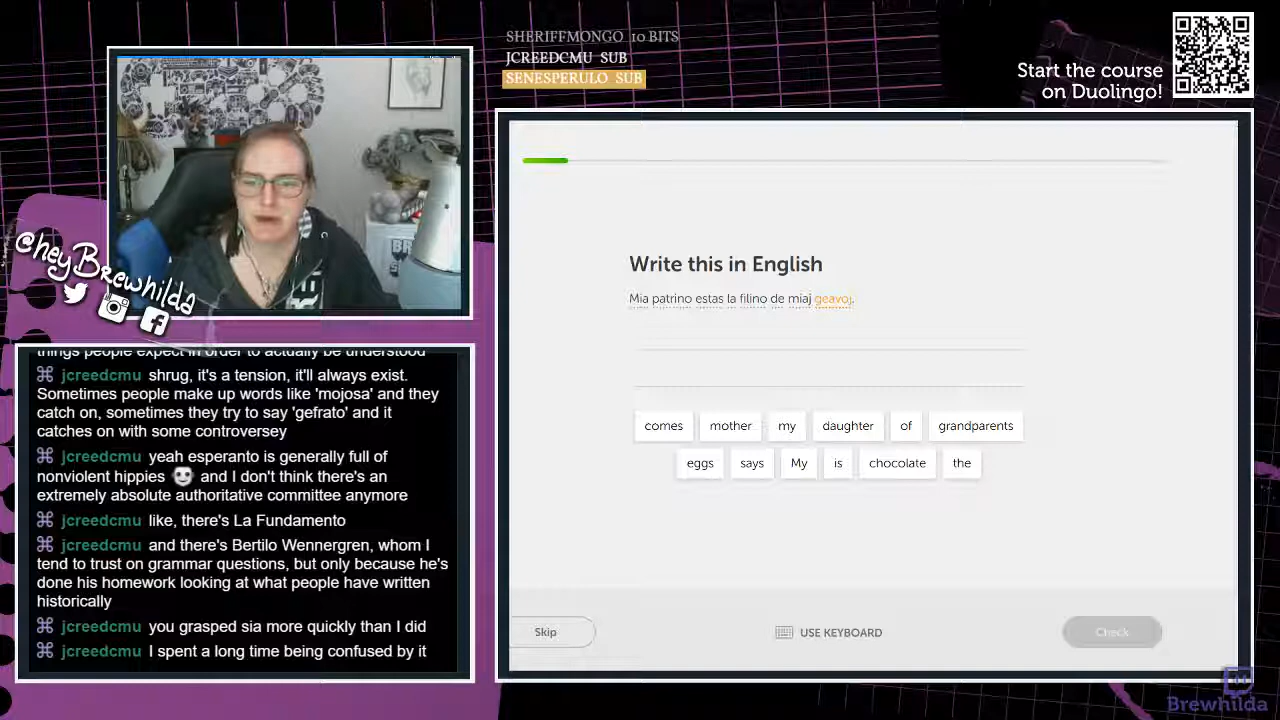 SHERIFFMONGO 10 BITS
JCREEDCMU SUB
SENESPERULO SUB
Start the course
on Duolingo!
@heyBrewhilda
Write this in English
Mia patrino estas la filino de miaj geavoj.
comes mother my daughter of grandparents
eggs says My is chocolate the
Skip
USE KEYBOARD
Check
things people expect in order to actually be understood
jcreedcmu shrug, it's a tension, it'll always exist.
Sometimes people make up words like 'mojosa' and they
catch on, sometimes they try to say 'gefrato' and it
catches on with some controversey
jcreedcmu yeah esperanto is generally full of
nonviolent hippies and I don't think there's an
extremely absolute authoritative committee anymore
jcreedcmu like, there's La Fundamento
jcreedcmu and there's Bertilo Wennergren, whom I
tend to trust on grammar questions, but only because he's
done his homework looking at what people have written
historically
jcreedcmu you grasped sia more quickly than I did
jcreedcmu I spent a long time being confused by it
Brewhilda